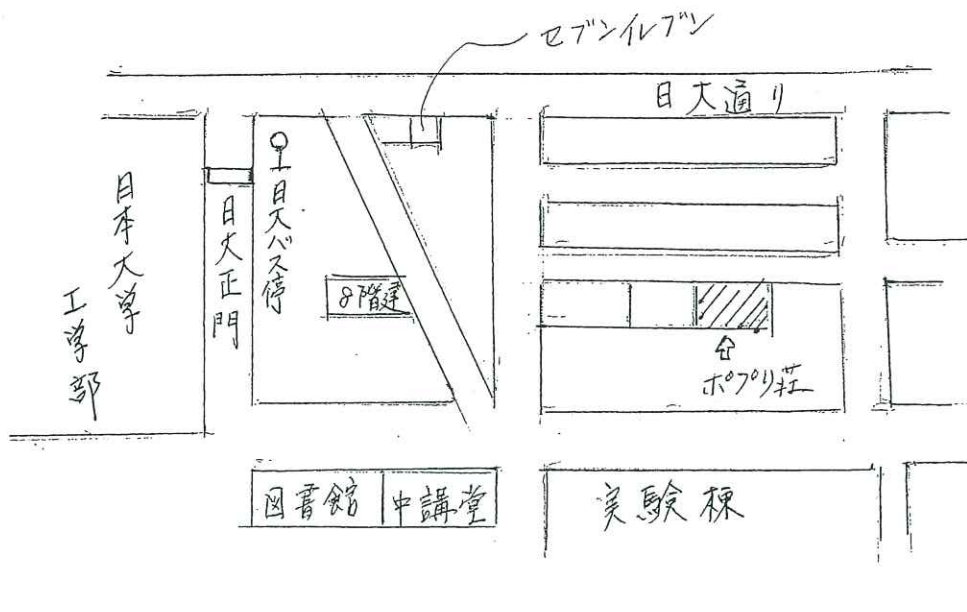 セブンイレブン
日大通り
日本大学
工学部
日大正門
日大バス停
8階建
ポプリ荘
図書館
中講堂
実験棟